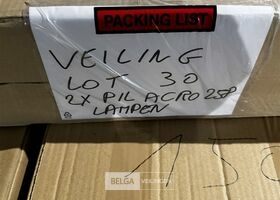 PACKING LIST
VEILING
LOT 30
2X PIL ACRO 250
LAMPEN
BELGA